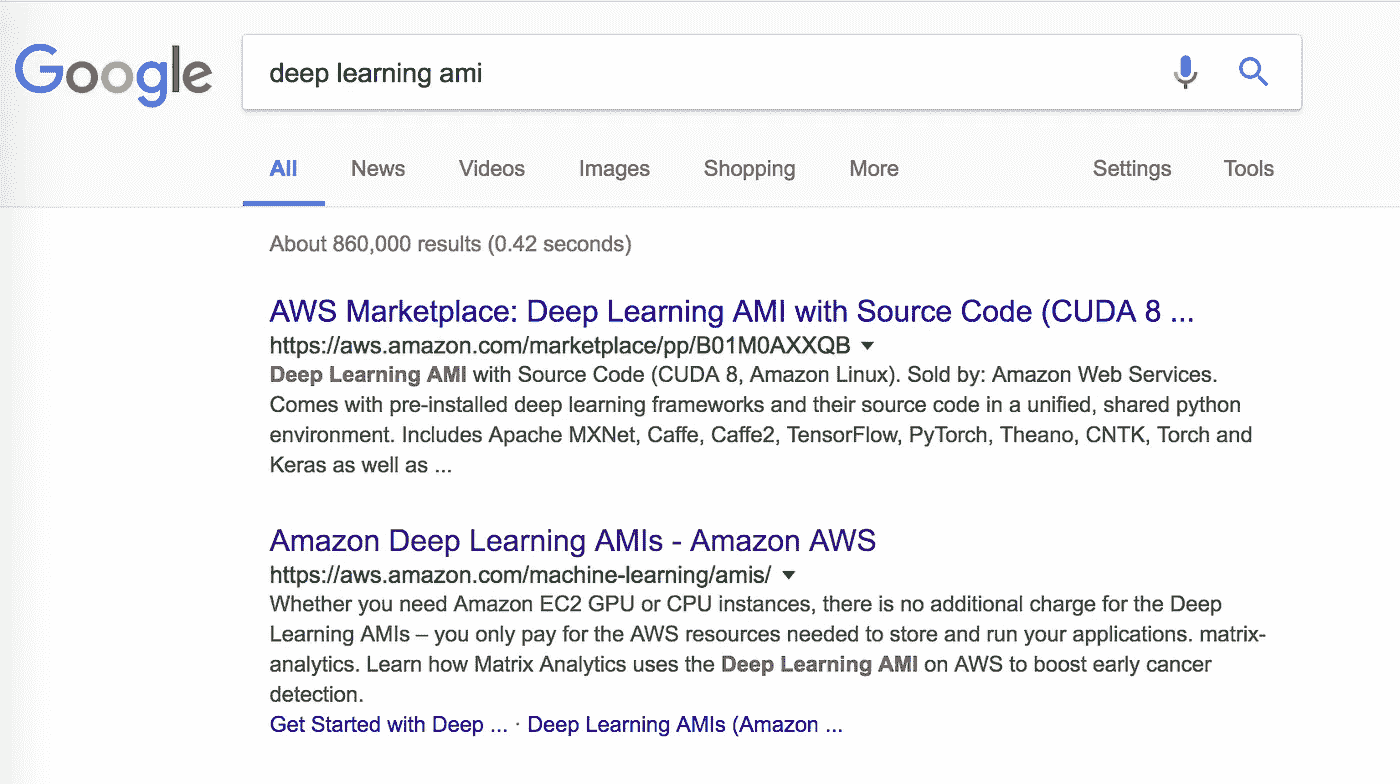 Google
deep learning ami
All News Videos Images Shopping More Settings Tools
About 860,000 results (0.42 seconds)
AWS Marketplace: Deep Learning AMI with Source Code (CUDA 8 ...
https://aws.amazon.com/marketplace/pp/B01M0AXXQB
Deep Learning AMI with Source Code (CUDA 8, Amazon Linux). Sold by: Amazon Web Services.
Comes with pre-installed deep learning frameworks and their source code in a unified, shared python
environment. Includes Apache MXNet, Caffe, Caffe2, TensorFlow, PyTorch, Theano, CNTK, Torch and
Keras as well as ...
Amazon Deep Learning AMIs - Amazon AWS
https://aws.amazon.com/machine-learning/amis/
Whether you need Amazon EC2 GPU or CPU instances, there is no additional charge for the Deep
Learning AMIs – you only pay for the AWS resources needed to store and run your applications. matrix-
analytics. Learn how Matrix Analytics uses the Deep Learning AMI on AWS to boost early cancer
detection.
Get Started with Deep ... · Deep Learning AMIs (Amazon ...